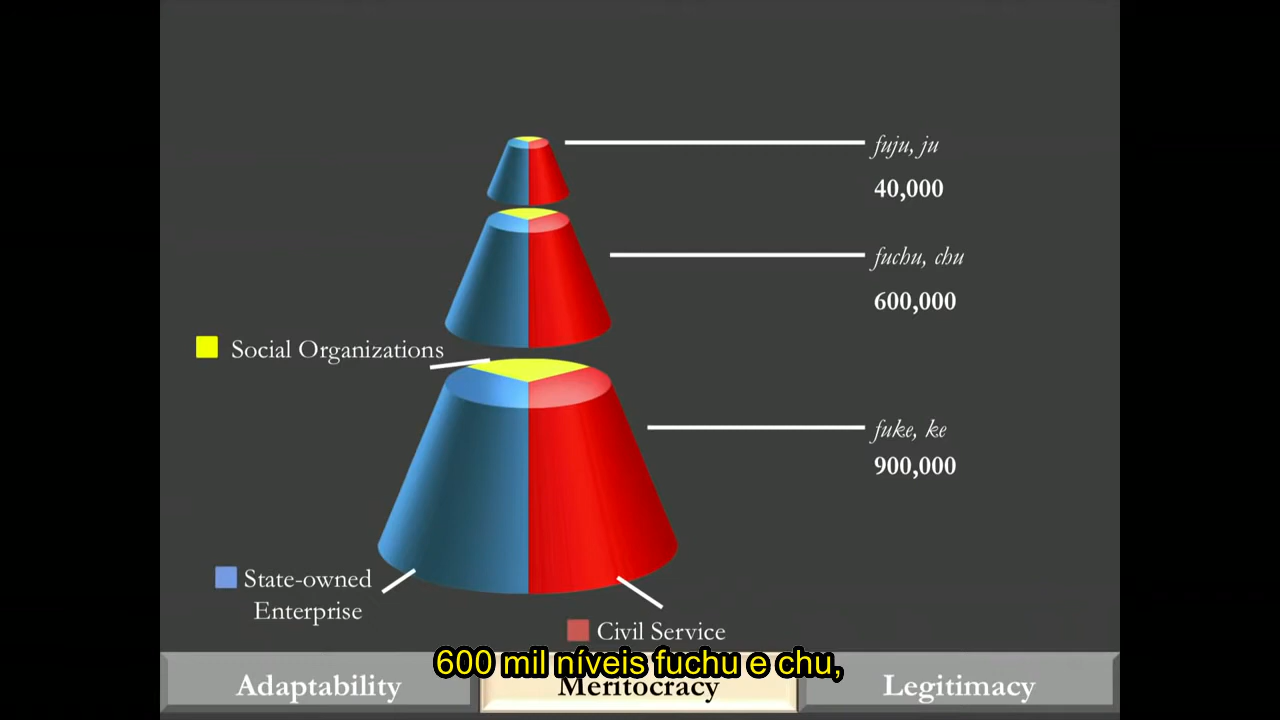 fuju, ju
40,000
fuchu, chu
600,000
Social Organizations
fuke, ke
900,000
State-owned
Enterprise
Civil Service
600 mil níveis fuchu e chu,
Adaptability
Meritocracy
Legitimacy